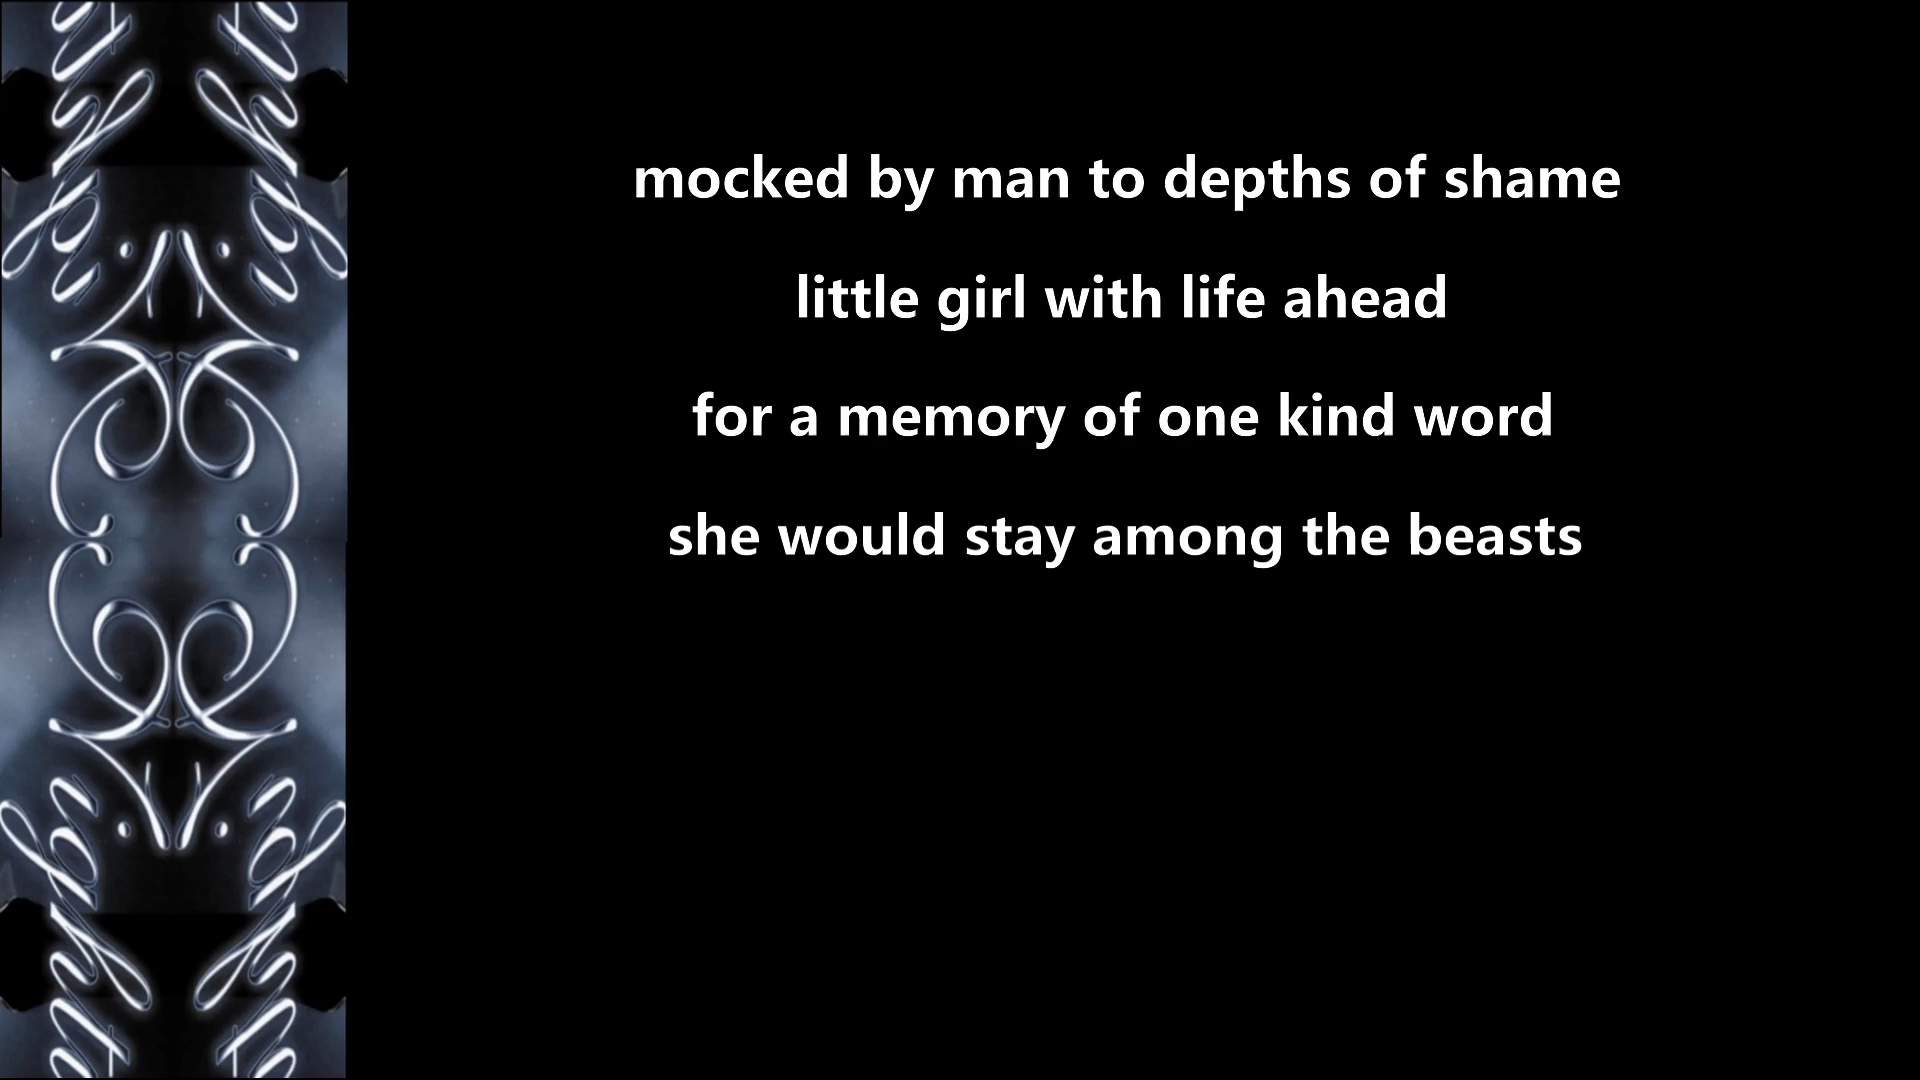 mocked by man to depths of shame
little girl with life ahead
for a memory of one kind word
she would stay among the beasts